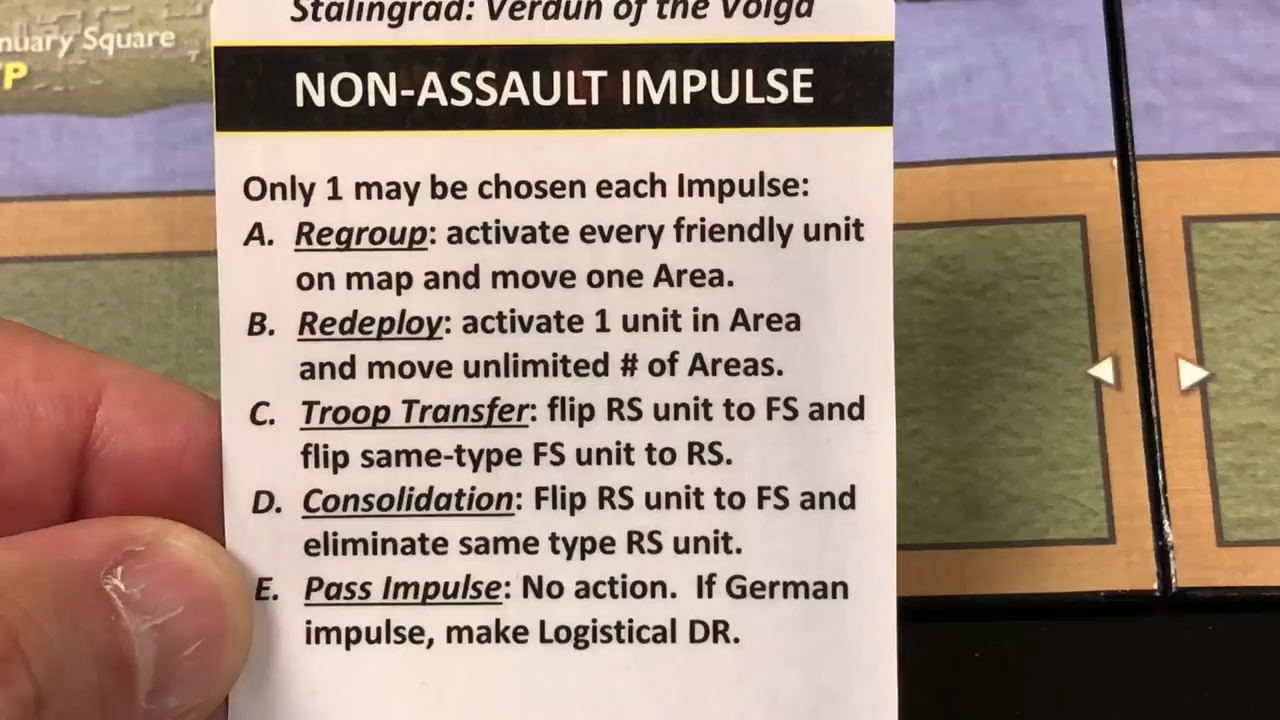 Stalingrad: Verdun of the Volga
nuary Square
P
NON-ASSAULT IMPULSE
Only 1 may be chosen each Impulse:
A. Regroup: activate every friendly unit
on map and move one Area.
B. Redeploy: activate 1 unit in Area
and move unlimited # of Areas.
C. Troop Transfer: flip RS unit to FS and
flip same-type FS unit to RS.
D. Consolidation: Flip RS unit to FS and
eliminate same type RS unit.
E. Pass Impulse: No action. If German
impulse, make Logistical DR.